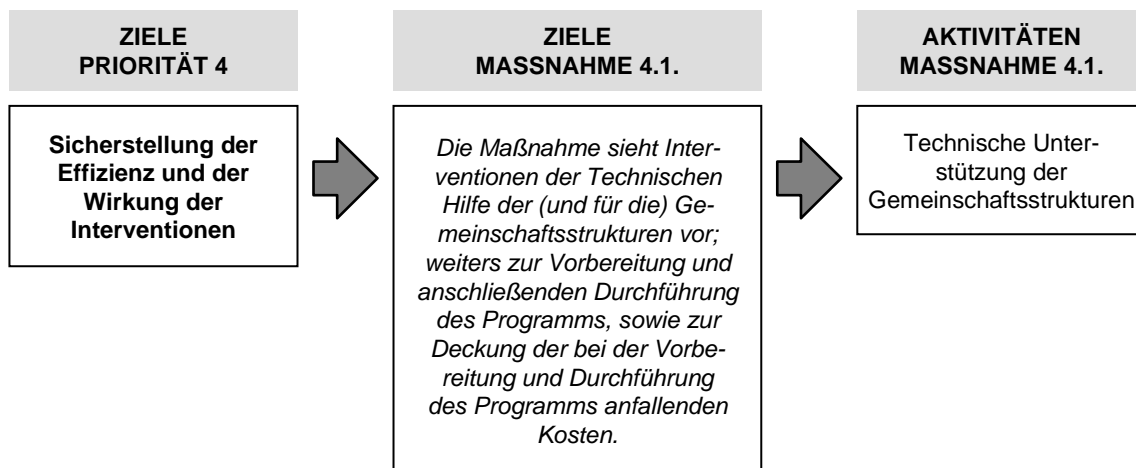 ZIELE
PRIORITÄT 4
Sicherstellung der
Effizienz und der
Wirkung der
Interventionen
ZIELE
MASSNAHME 4.1.
Die Maßnahme sieht Inter-
ventionen der Technischen
Hilfe der (und für die) Ge-
meinschaftsstrukturen vor;
weiters zur Vorbereitung und
anschließenden Durchführung
des Programms, sowie zur
Deckung der bei der Vorbe-
reitung und Durchführung
des Programms anfallenden
Kosten.
AKTIVITÄTEN
MASSNAHME 4.1.
Technische Unter-
stützung der
Gemeinschaftsstrukturen